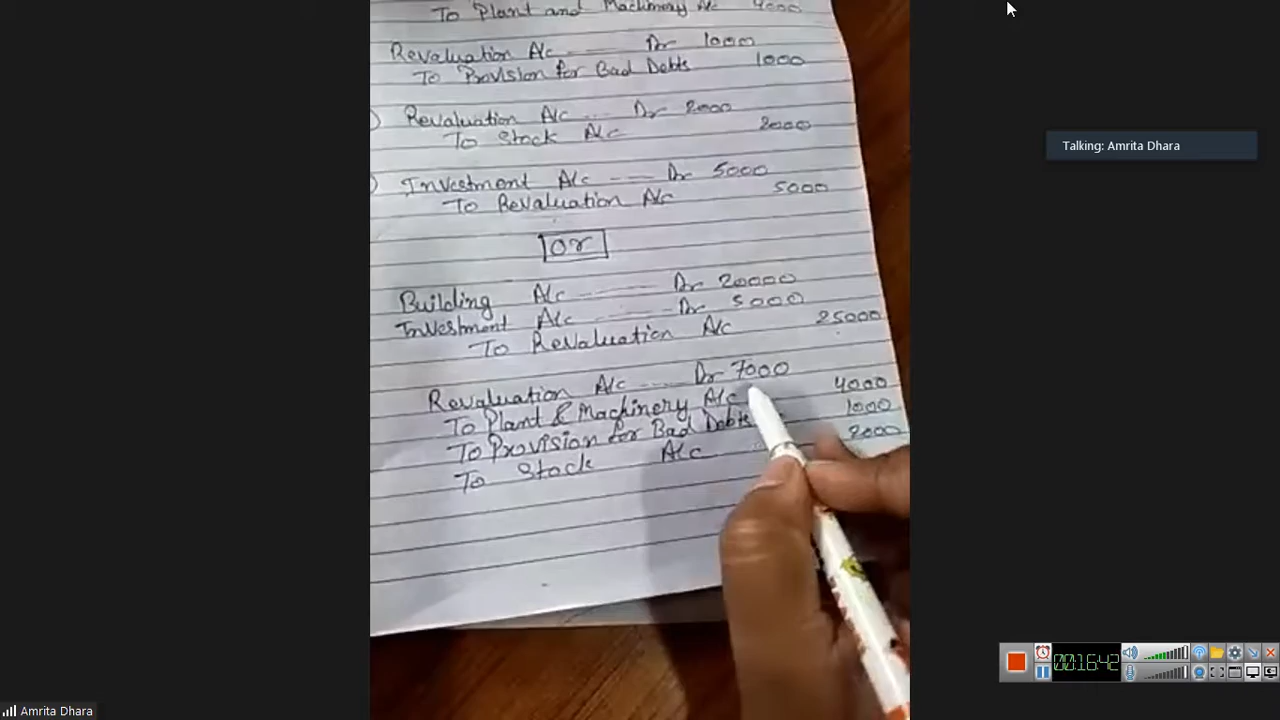 To Plant and Machinery A/c 4000
Revaluation A/c ------ Dr 1000
To Provision for Bad Debts 1000
) Revaluation A/c ... Dr 2000
To Stock A/c 2000
) Investment A/c ---- Dr 5000
To Revaluation A/c 5000
Talking: Amrita Dhara
Or
Building A/c ------- Dr 20000
Investment A/c ------- Dr 5000
To Revaluation A/c 25000
Revaluation A/c ------ Dr 7000
To Plant & Machinery A/c 4000
To Provision for Bad Debts 1000
To Stock A/c 2000
00:16:42
Amrita Dhara